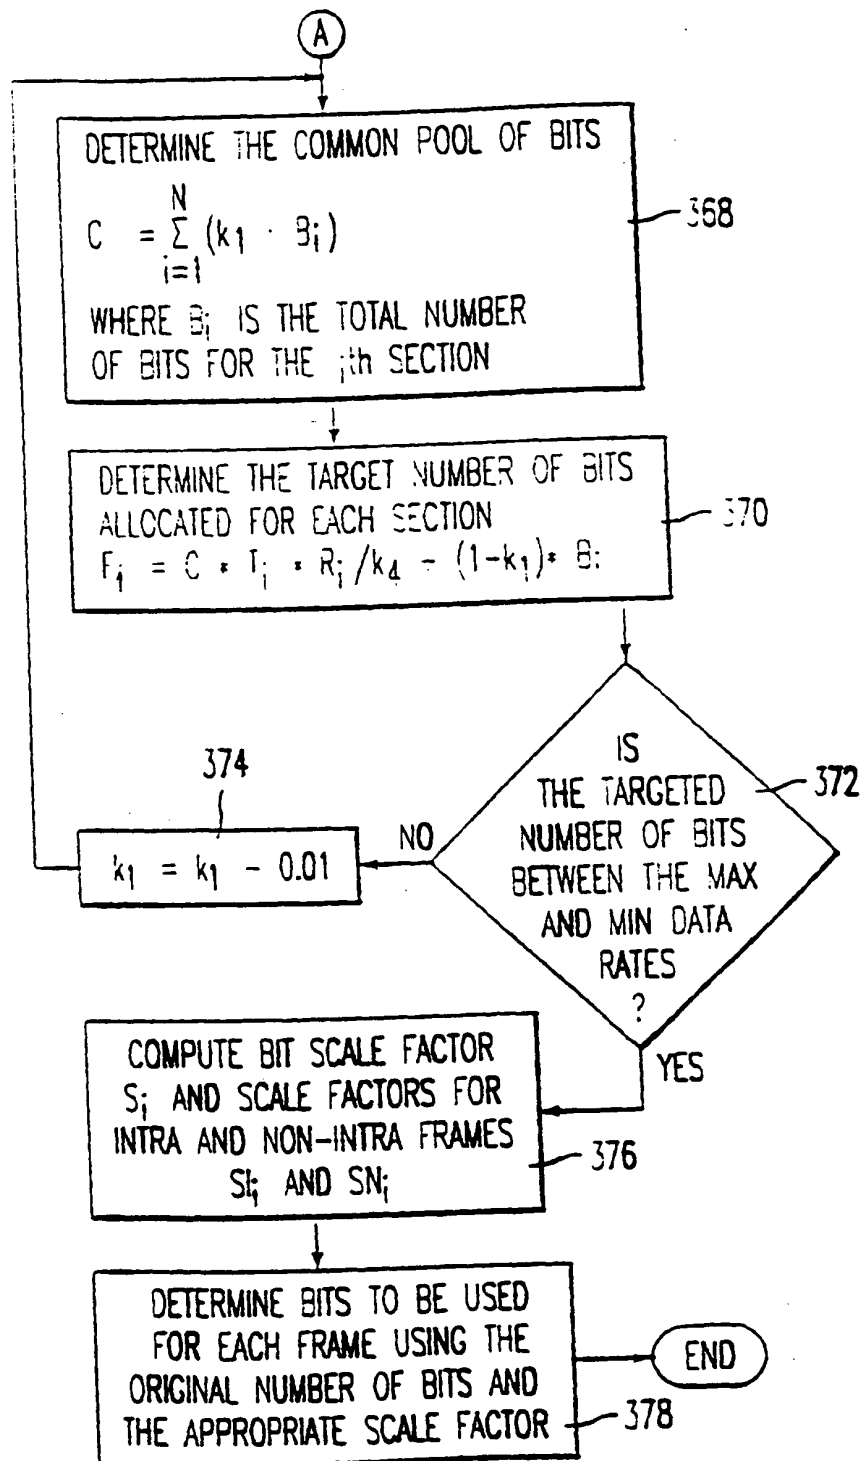 A
DETERMINE THE COMMON POOL OF BITS
N
C = Σ (k1 · Bi)
i=1
WHERE Bi IS THE TOTAL NUMBER
OF BITS FOR THE ith SECTION
368
DETERMINE THE TARGET NUMBER OF BITS
ALLOCATED FOR EACH SECTION
Fi = C * Ti * Ri /k4 - (1-k1)* Bi
370
IS
THE TARGETED
NUMBER OF BITS
BETWEEN THE MAX
AND MIN DATA
RATES
?
372
NO
374
k1 = k1 - 0.01
YES
COMPUTE BIT SCALE FACTOR
Si AND SCALE FACTORS FOR
INTRA AND NON-INTRA FRAMES
SIi AND SNi
376
DETERMINE BITS TO BE USED
FOR EACH FRAME USING THE
ORIGINAL NUMBER OF BITS AND
THE APPROPRIATE SCALE FACTOR
378
END